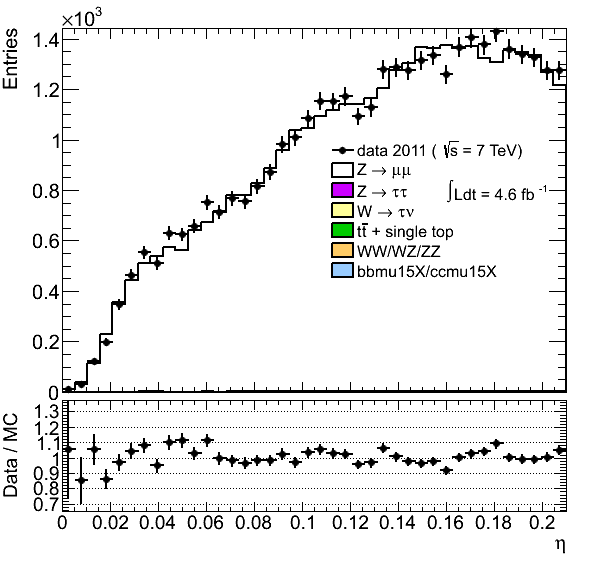 ×10³
Entries
1.4
1.2
1
0.8
0.6
0.4
0.2
0
data 2011 ( √s = 7 TeV)
Z → μμ
Z → ττ
∫Ldt = 4.6 fb⁻¹
W → τν
tt̄ + single top
WW/WZ/ZZ
bbmu15X/ccmu15X
Data / MC
1.3
1.2
1.1
1
0.9
0.8
0.7
0 0.02 0.04 0.06 0.08 0.1 0.12 0.14 0.16 0.18 0.2
η